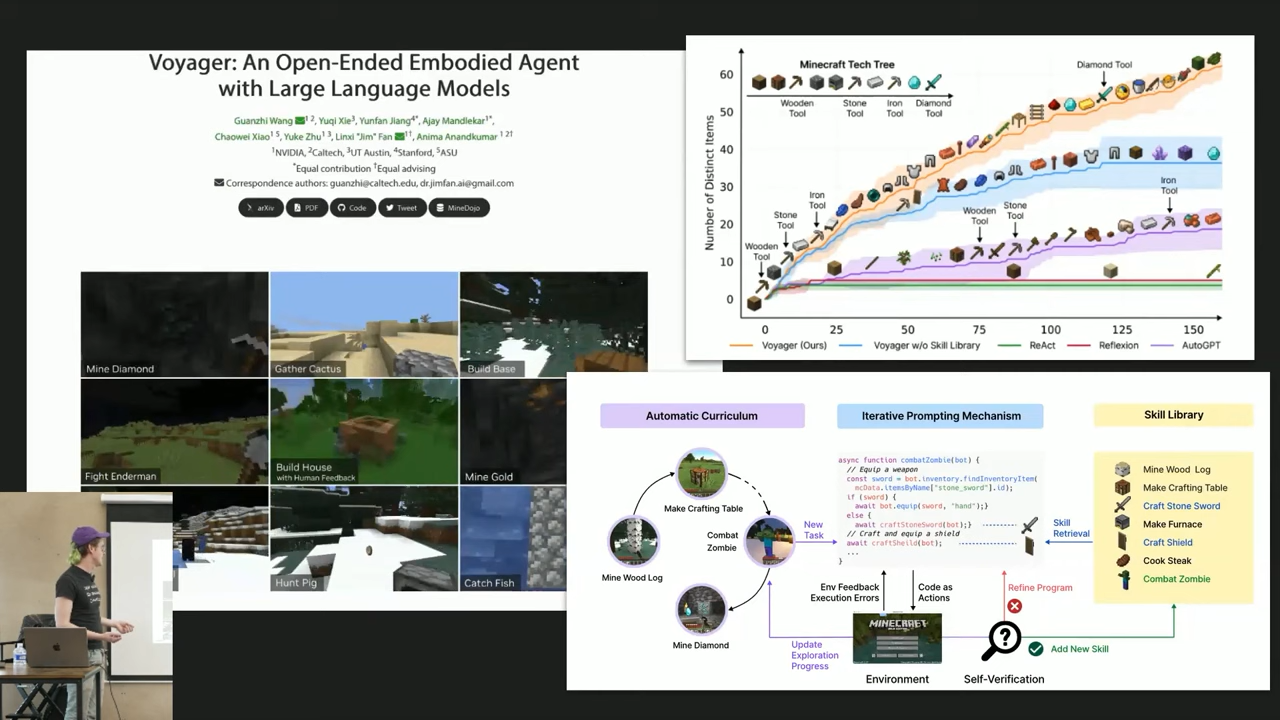 Voyager: An Open-Ended Embodied Agent
with Large Language Models
Guanzhi Wang ✉¹ ², Yuqi Xie³, Yunfan Jiang⁴*, Ajay Mandlekar¹*,
Chaowei Xiao¹ ⁵, Yuke Zhu¹ ³, Linxi "Jim" Fan ✉¹†, Anima Anandkumar ¹ ²†
¹NVIDIA, ²Caltech, ³UT Austin, ⁴Stanford, ⁵ASU
*Equal contribution †Equal advising
✉ Correspondence authors: guanzhi@caltech.edu, dr.jimfan.ai@gmail.com
arXiv PDF Code Tweet MineDojo
Mine Diamond
Gather Cactus
Build Base
Fight Enderman
Build House
with Human Feedback
Mine Gold
Hunt Pig
Catch Fish
Minecraft Tech Tree
Wooden Tool
Stone Tool
Iron Tool
Diamond Tool
Diamond Tool
Number of Distinct Items
60
50
40
30
20
10
0
Wooden Tool
Stone Tool
Iron Tool
Wooden Tool
Stone Tool
Iron Tool
0 25 50 75 100 125 150
Voyager (Ours) Voyager w/o Skill Library ReAct Reflexion AutoGPT
Automatic Curriculum
Make Crafting Table
Combat
Zombie
Mine Wood Log
Mine Diamond
New
Task
Update
Exploration
Progress
Iterative Prompting Mechanism
async function combatZombie(bot) {
// Equip a weapon
const sword = bot.inventory.findInventoryItem(
mcData.itemsByName["stone_sword"].id);
if (sword) {
await bot.equip(sword, "hand");}
else {
await craftStoneSword(bot);}
// Craft and equip a shield
await craftSheild(bot);
...
}
Env Feedback
Execution Errors
Code as
Actions
Refine Program
MINECRAFT
Environment
Self-Verification
Add New Skill
Skill
Retrieval
Skill Library
Mine Wood Log
Make Crafting Table
Craft Stone Sword
Make Furnace
Craft Shield
Cook Steak
Combat Zombie